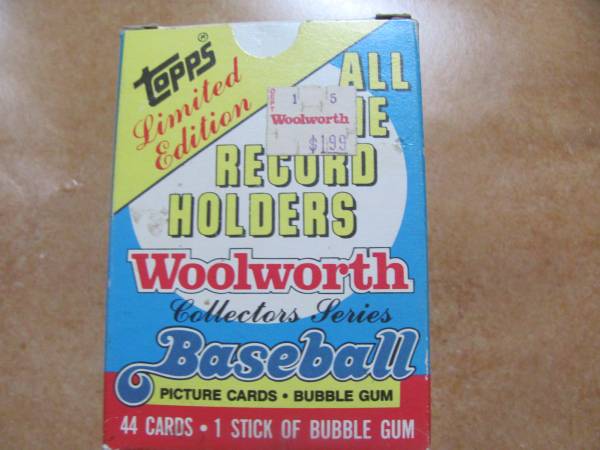 Topps®
Limited
Edition
ALL
ME
RECORD
HOLDERS
1 5
Woolworth
$1.99
Woolworth
Collectors Series
Baseball
PICTURE CARDS • BUBBLE GUM
44 CARDS • 1 STICK OF BUBBLE GUM